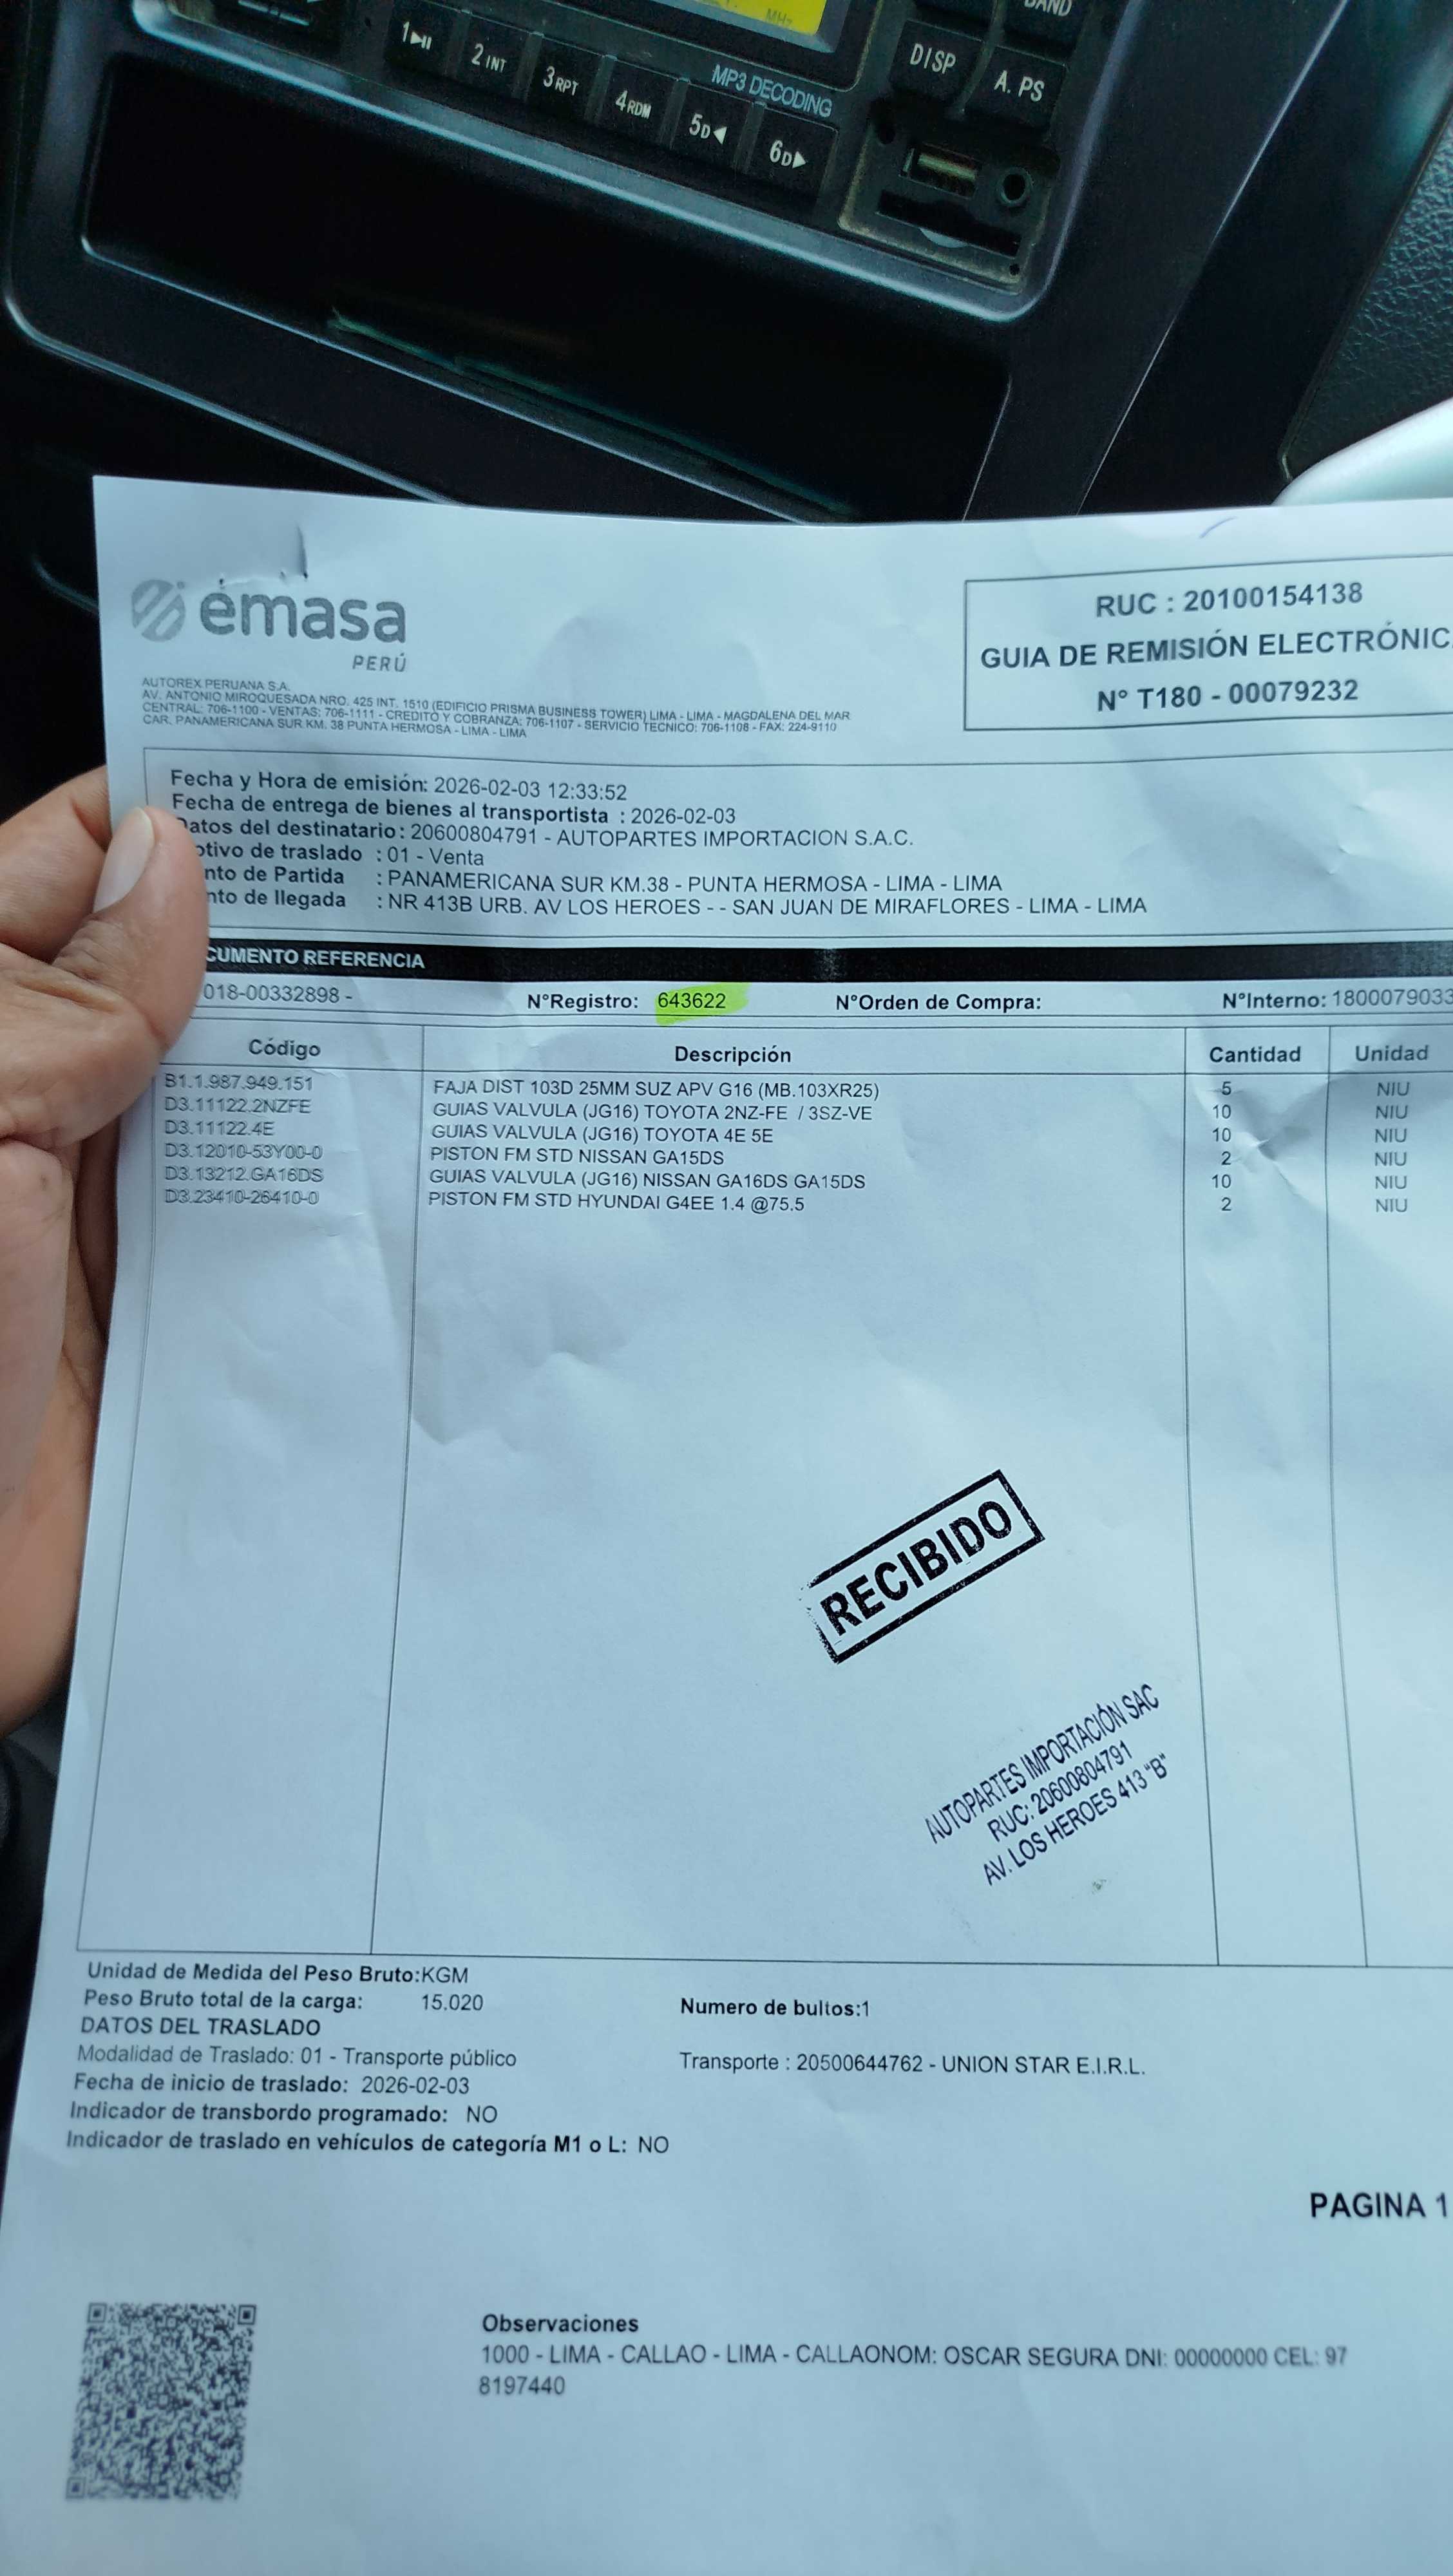 MHz
BAND
1
2 INT
3 RPT
4 RDM
5D◀
6D▶
MP3 DECODING
DISP
A. PS
emasa
PERÚ
AUTOREX PERUANA S.A.
AV. ANTONIO MIROQUESADA NRO. 425 INT. 1510 (EDIFICIO PRISMA BUSINESS TOWER) LIMA - LIMA - MAGDALENA DEL MAR
CENTRAL: 706-1100 - VENTAS: 706-1111 - CREDITO Y COBRANZA: 706-1107 - SERVICIO TECNICO: 706-1108 - FAX: 224-9110
CAR. PANAMERICANA SUR KM. 38 PUNTA HERMOSA - LIMA - LIMA
RUC : 20100154138
GUIA DE REMISIÓN ELECTRÓNIC
N° T180 - 00079232
Fecha y Hora de emisión: 2026-02-03 12:33:52
Fecha de entrega de bienes al transportista : 2026-02-03
Datos del destinatario: 20600804791 - AUTOPARTES IMPORTACION S.A.C.
otivo de traslado : 01 - Venta
nto de Partida : PANAMERICANA SUR KM.38 - PUNTA HERMOSA - LIMA - LIMA
nto de llegada : NR 413B URB. AV LOS HEROES - - SAN JUAN DE MIRAFLORES - LIMA - LIMA
CUMENTO REFERENCIA
018-00332898 - N°Registro: 643622 N°Orden de Compra: N°Interno: 1800079033
Código Descripción Cantidad Unidad
B1.1.987.949.151 FAJA DIST 103D 25MM SUZ APV G16 (MB.103XR25) 5 NIU
D3.11122.2NZFE GUIAS VALVULA (JG16) TOYOTA 2NZ-FE / 3SZ-VE 10 NIU
D3.11122.4E GUIAS VALVULA (JG16) TOYOTA 4E 5E 10 NIU
D3.12010-53Y00-0 PISTON FM STD NISSAN GA15DS 2 NIU
D3.13212.GA16DS GUIAS VALVULA (JG16) NISSAN GA16DS GA15DS 10 NIU
D3.23410-26410-0 PISTON FM STD HYUNDAI G4EE 1.4 @75.5 2 NIU
RECIBIDO
AUTOPARTES IMPORTACIÓN SAC
RUC: 20600804791
AV. LOS HEROES 413 "B"
Unidad de Medida del Peso Bruto:KGM
Peso Bruto total de la carga: 15.020 Numero de bultos:1
DATOS DEL TRASLADO
Modalidad de Traslado: 01 - Transporte público Transporte : 20500644762 - UNION STAR E.I.R.L.
Fecha de inicio de traslado: 2026-02-03
Indicador de transbordo programado: NO
Indicador de traslado en vehículos de categoría M1 o L: NO
PAGINA 1
Observaciones
1000 - LIMA - CALLAO - LIMA - CALLAONOM: OSCAR SEGURA DNI: 00000000 CEL: 97
8197440